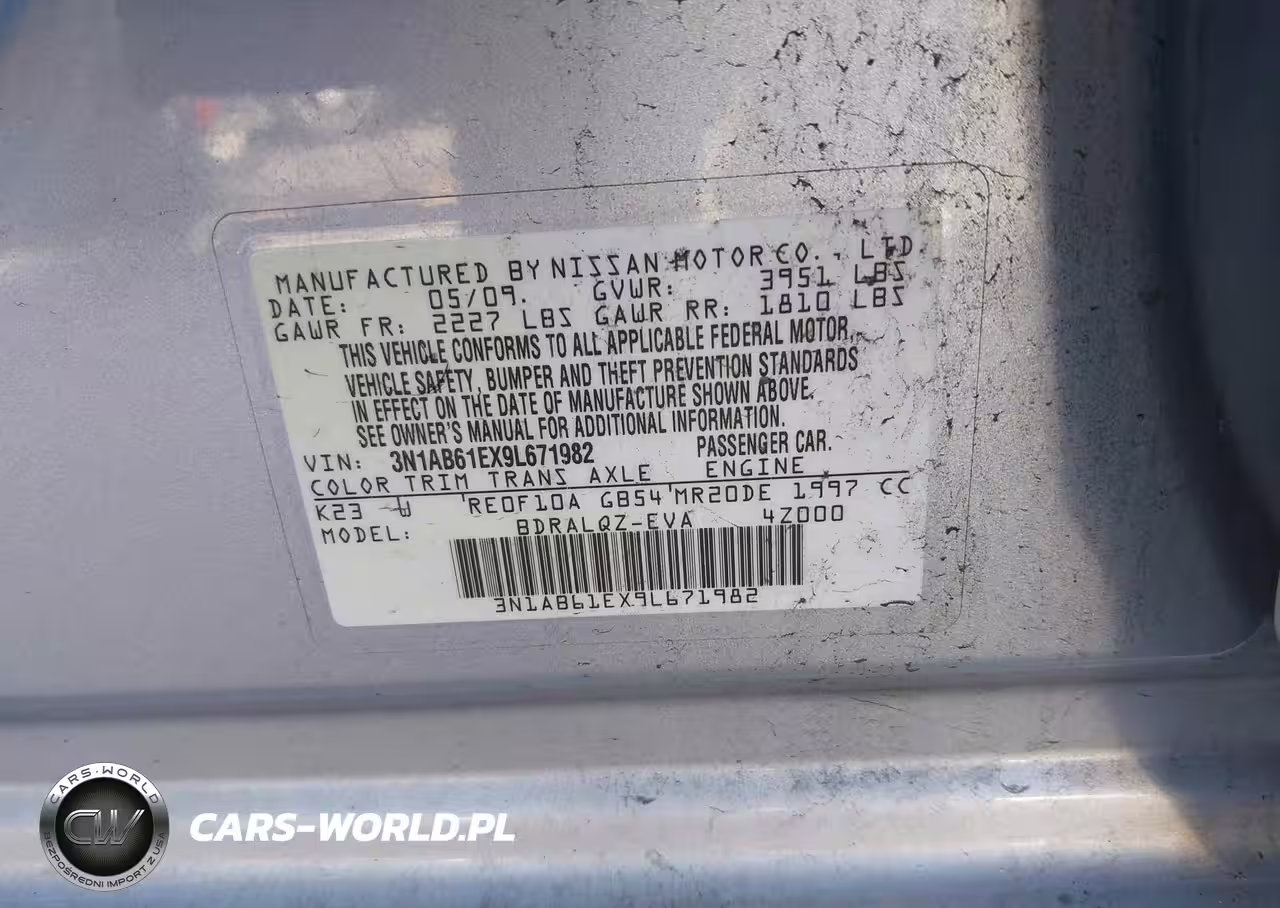 MANUFACTURED BY NISSAN MOTOR CO., LTD.
DATE: 05/09. GVWR: 3951 LBS
GAWR FR: 2227 LBS GAWR RR: 1810 LBS
THIS VEHICLE CONFORMS TO ALL APPLICABLE FEDERAL MOTOR
VEHICLE SAFETY, BUMPER AND THEFT PREVENTION STANDARDS
IN EFFECT ON THE DATE OF MANUFACTURE SHOWN ABOVE.
SEE OWNER'S MANUAL FOR ADDITIONAL INFORMATION.
VIN: 3N1AB61EX9L671982 PASSENGER CAR.
COLOR TRIM TRANS AXLE ENGINE
K23 W RE0F10A GB54 MR20DE 1997 CC
MODEL: BDRALQZ-EVA 4Z000
3N1AB61EX9L671982
CARS-WORLD
CW
BEZPOŚREDNI IMPORT Z USA
CARS-WORLD.PL